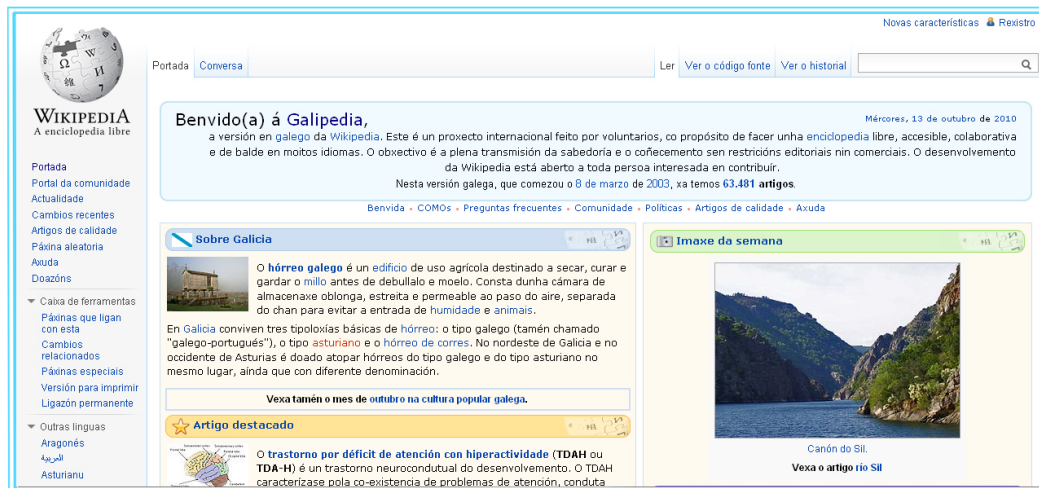 Novas características Rexistro
Portada Conversa Ler Ver o código fonte Ver o historial
WIKIPEDIA
A enciclopedia libre
Portada
Portal da comunidade
Actualidade
Cambios recentes
Artigos de calidade
Páxina aleatoria
Axuda
Doazóns
Caixa de ferramentas
Páxinas que ligan
con esta
Cambios
relacionados
Páxinas especiais
Versión para imprimir
Ligazón permanente
Outras linguas
Aragonés
العربية
Asturianu
Benvido(a) á Galipedia,
Mércores, 13 de outubro de 2010
a versión en galego da Wikipedia. Este é un proxecto internacional feito por voluntarios, co propósito de facer unha enciclopedia libre, accesible, colaborativa
e de balde en moitos idiomas. O obxectivo é a plena transmisión da sabedoría e o coñecemento sen restricións editoriais nin comerciais. O desenvolvemento
da Wikipedia está aberto a toda persoa interesada en contribuír.
Nesta versión galega, que comezou o 8 de marzo de 2003, xa temos 63.481 artigos.
Benvida • COMOs • Preguntas frecuentes • Comunidade • Políticas • Artigos de calidade • Axuda
Sobre Galicia
O hórreo galego é un edificio de uso agrícola destinado a secar, curar e
gardar o millo antes de debullalo e moelo. Consta dunha cámara de
almacenaxe oblonga, estreita e permeable ao paso do aire, separada
do chan para evitar a entrada de humidade e animais.
En Galicia conviven tres tipoloxías básicas de hórreo: o tipo galego (tamén chamado
"galego-portugués"), o tipo asturiano e o hórreo de corres. No nordeste de Galicia e no
occidente de Asturias é doado atopar hórreos do tipo galego e do tipo asturiano no
mesmo lugar, aínda que con diferente denominación.
Vexa tamén o mes de outubro na cultura popular galega.
Artigo destacado
O trastorno por déficit de atención con hiperactividade (TDAH ou
TDA-H) é un trastorno neurocondutual do desenvolvemento. O TDAH
caracterízase pola co-existencia de problemas de atención, conduta
Imaxe da semana
Canón do Sil.
Vexa o artigo río Sil